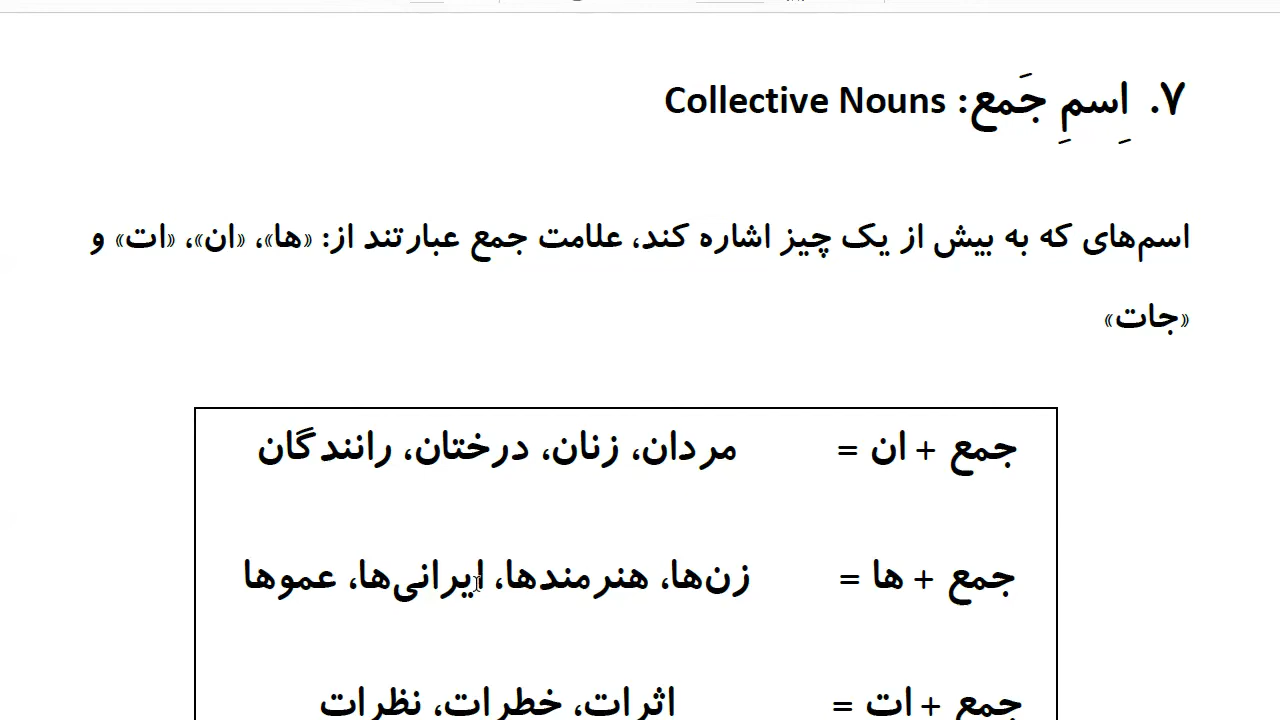 ۷. اِسمِ جَمع: Collective Nouns
اسم‌های که به بیش از یک چیز اشاره کند، علامت جمع عبارتند از: «ها»، «ان»، «ات» و
«جات»
جمع + ان = مردان، زنان، درختان، رانندگان
جمع + ها = زن‌ها، هنرمندها، ایرانی‌ها، عموها
جمع + ات = اثرات، خطرات، نظرات